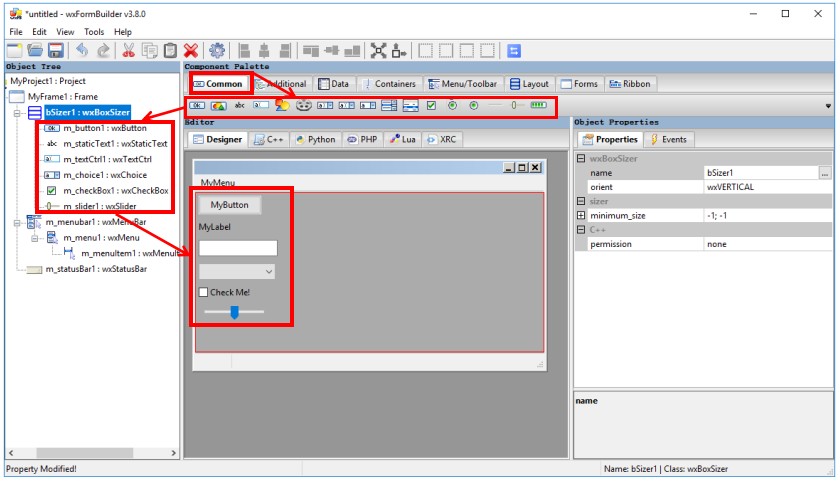 *untitled - wxFormBuilder v3.8.0
File Edit View Tools Help
Object Tree
MyProject1 : Project
MyFrame1 : Frame
bSizer1 : wxBoxSizer
m_button1 : wxButton
abc m_staticText1 : wxStaticText
m_textCtrl1 : wxTextCtrl
m_choice1 : wxChoice
m_checkBox1 : wxCheckBox
m_slider1 : wxSlider
m_menubar1 : wxMenuBar
m_menu1 : wxMenu
m_menuItem1 : wxMenuIt
m_statusBar1 : wxStatusBar
Component Palette
Common Additional Data Containers Menu/Toolbar Layout Forms Ribbon
abc
Editor
Designer C++ Python PHP Lua XRC
MyMenu
MyButton
MyLabel
Check Me!
Object Properties
Properties Events
wxBoxSizer
name bSizer1 ...
orient wxVERTICAL
sizer
minimum_size -1; -1
C++
permission none
name
Property Modified!
Name: bSizer1 | Class: wxBoxSizer